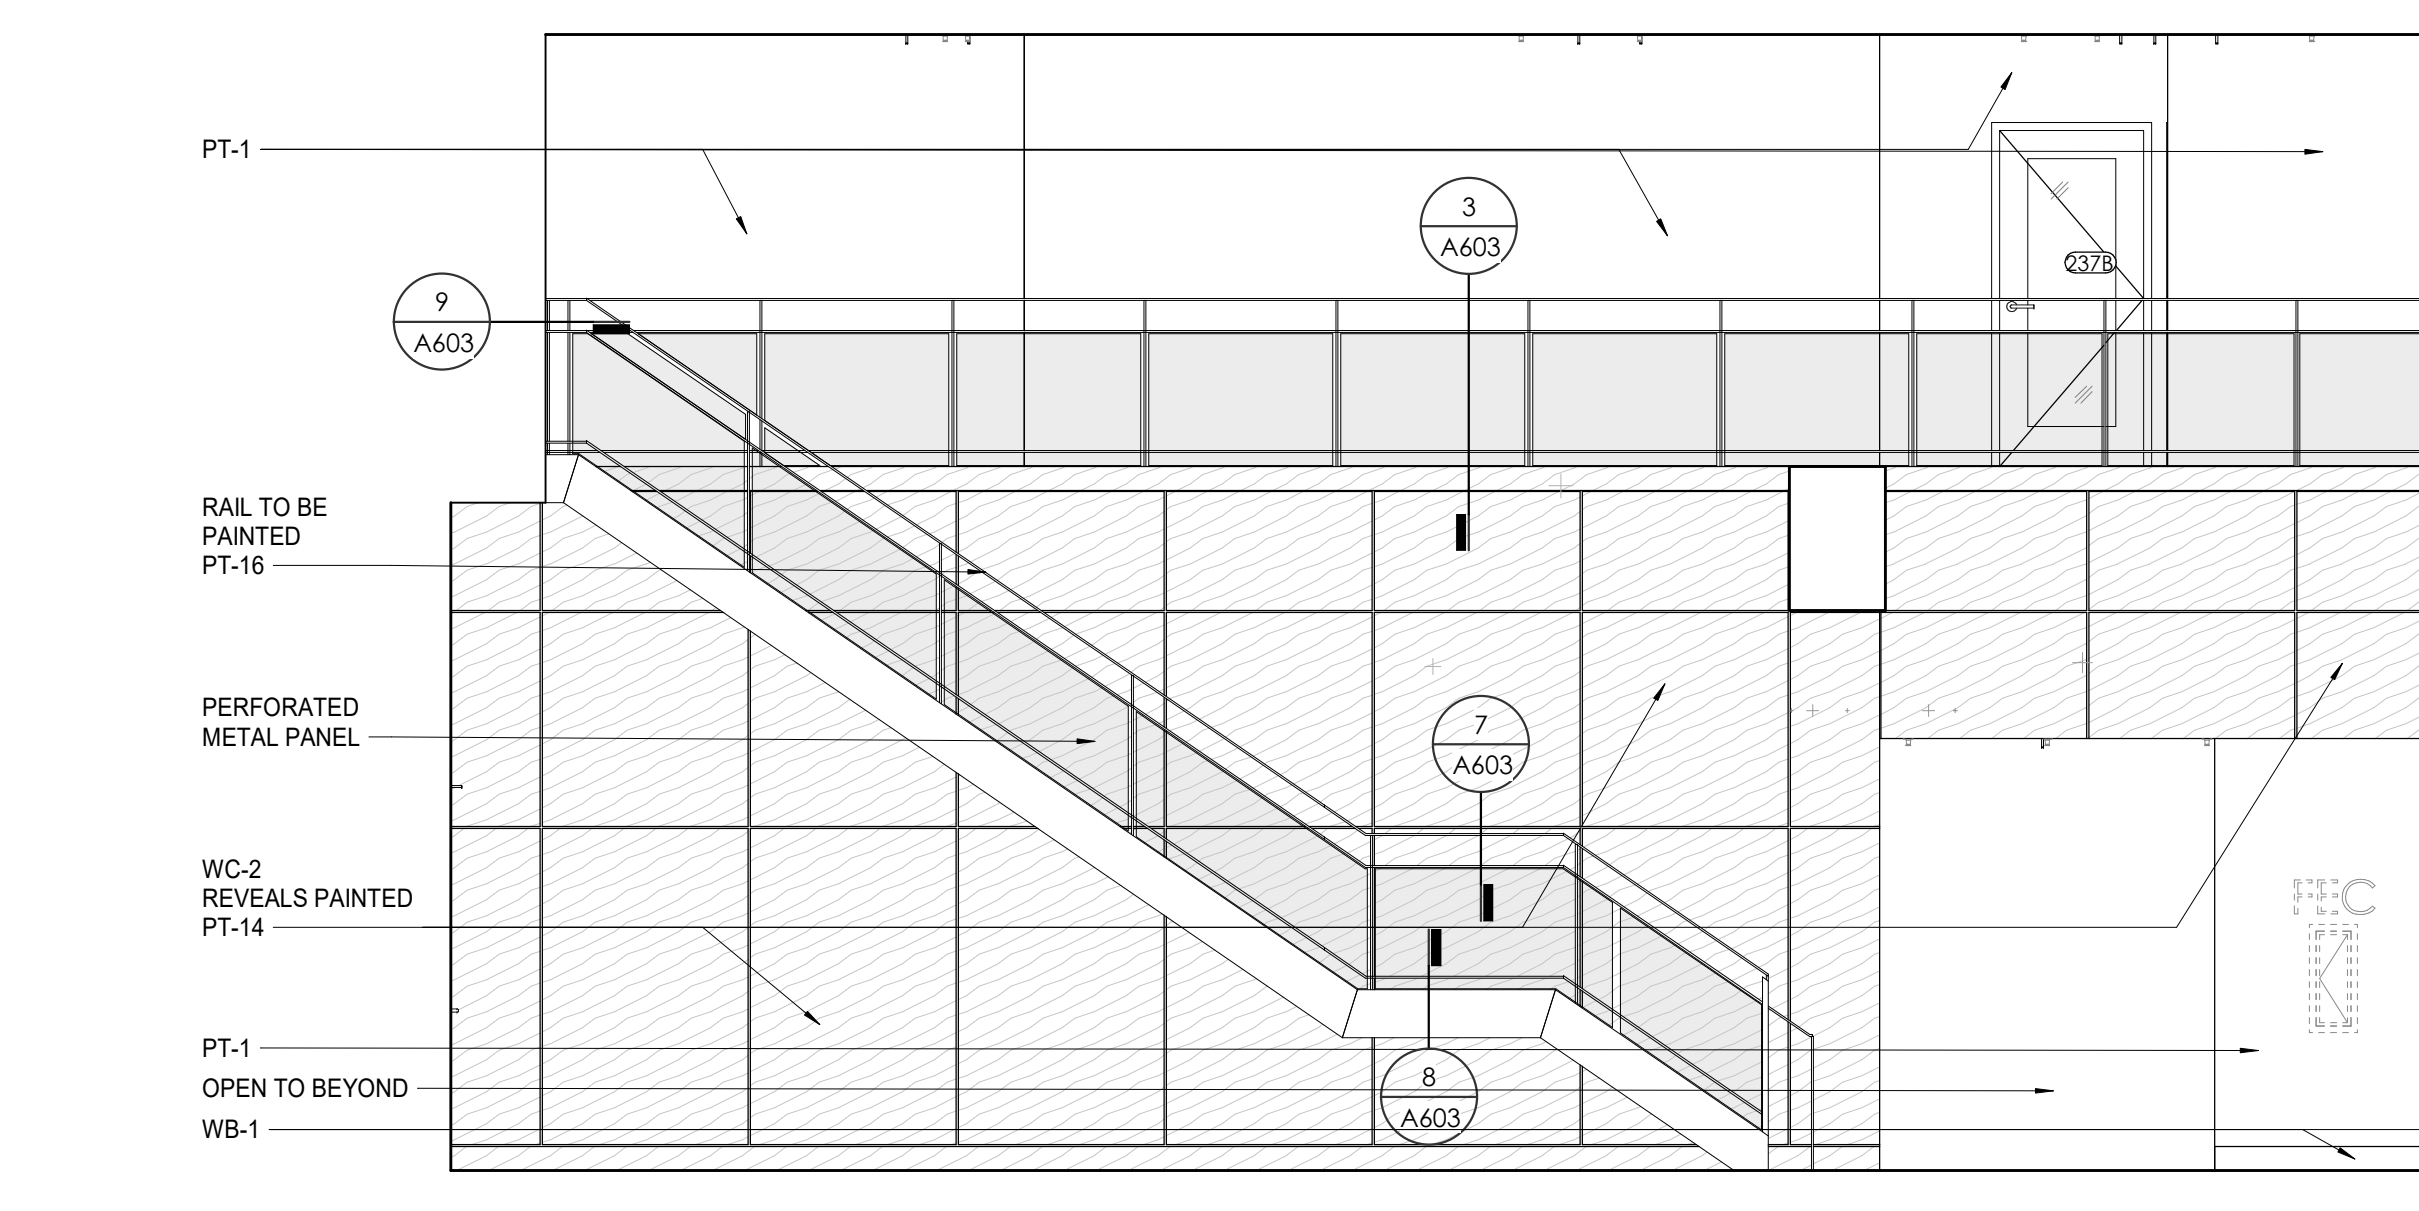 PT-1
3
A603
237B
9
A603
RAIL TO BE
PAINTED
PT-16
PERFORATED
METAL PANEL
7
A603
WC-2
REVEALS PAINTED
PT-14
FEC
PT-1
OPEN TO BEYOND
8
A603
WB-1